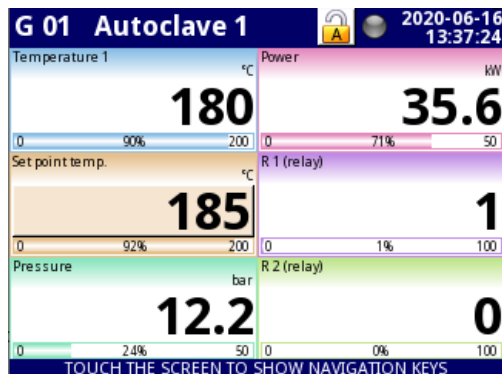 G 01 Autoclave 1 A 2020-06-16
13:37:24
Temperature 1
°C
180
0 90% 200
Power
kW
35.6
0 71% 50
Set point temp.
°C
185
0 92% 200
R 1 (relay)
1
0 1% 100
Pressure
bar
12.2
0 24% 50
R 2 (relay)
0
0 0% 100
TOUCH THE SCREEN TO SHOW NAVIGATION KEYS